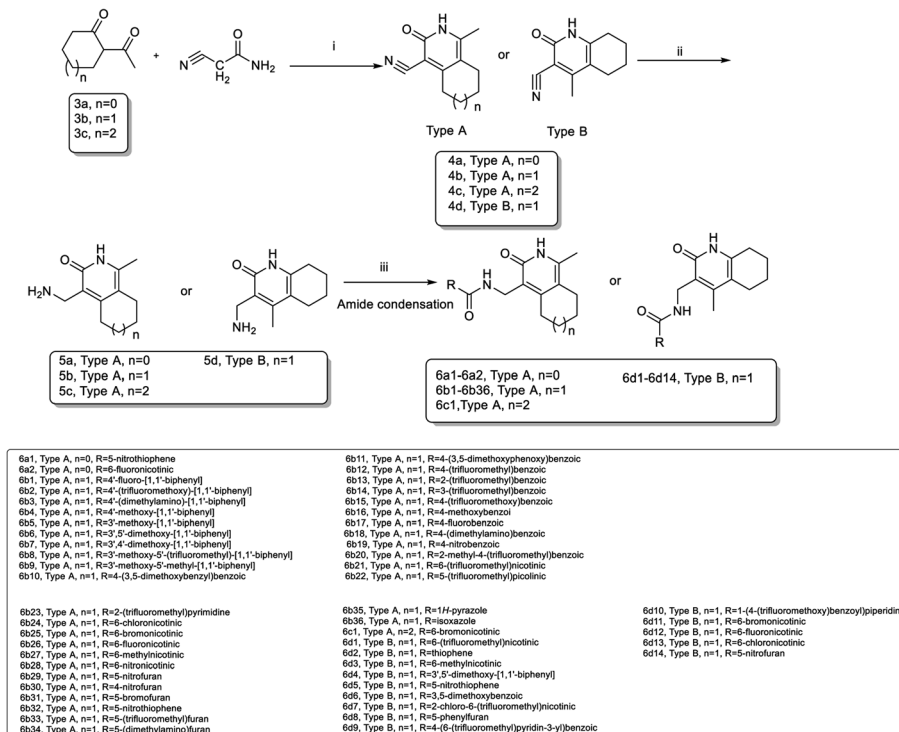 O
O
n
+
N
C
H2
O
NH2
i
O
H
N
N
n
or
O
H
N
N
ii
3a, n=0
3b, n=1
3c, n=2
Type A
Type B
4a, Type A, n=0
4b, Type A, n=1
4c, Type A, n=2
4d, Type B, n=1
O
H
N
H2N
n
or
O
H
N
NH2
iii
Amide condensation
O
H
N
H
N
R
O
n
or
O
H
N
O
NH
R
5a, Type A, n=0
5b, Type A, n=1
5c, Type A, n=2
5d, Type B, n=1
6a1-6a2, Type A, n=0
6b1-6b36, Type A, n=1
6c1,Type A, n=2
6d1-6d14, Type B, n=1
6a1, Type A, n=0, R=5-nitrothiophene
6a2, Type A, n=0, R=6-fluoronicotinic
6b1, Type A, n=1, R=4'-fluoro-[1,1'-biphenyl]
6b2, Type A, n=1, R=4'-(trifluoromethoxy)-[1,1'-biphenyl]
6b3, Type A, n=1, R=4'-(dimethylamino)-[1,1'-biphenyl]
6b4, Type A, n=1, R=4'-methoxy-[1,1'-biphenyl]
6b5, Type A, n=1, R=3'-methoxy-[1,1'-biphenyl]
6b6, Type A, n=1, R=3',5'-dimethoxy-[1,1'-biphenyl]
6b7, Type A, n=1, R=3',4'-dimethoxy-[1,1'-biphenyl]
6b8, Type A, n=1, R=3'-methoxy-5'-(trifluoromethyl)-[1,1'-biphenyl]
6b9, Type A, n=1, R=3'-methoxy-5'-methyl-[1,1'-biphenyl]
6b10, Type A, n=1, R=4-(3,5-dimethoxybenzyl)benzoic
6b11, Type A, n=1, R=4-(3,5-dimethoxyphenoxy)benzoic
6b12, Type A, n=1, R=4-(trifluoromethyl)benzoic
6b13, Type A, n=1, R=2-(trifluoromethyl)benzoic
6b14, Type A, n=1, R=3-(trifluoromethyl)benzoic
6b15, Type A, n=1, R=4-(trifluoromethoxy)benzoic
6b16, Type A, n=1, R=4-methoxybenzoi
6b17, Type A, n=1, R=4-fluorobenzoic
6b18, Type A, n=1, R=4-(dimethylamino)benzoic
6b19, Type A, n=1, R=4-nitrobenzoic
6b20, Type A, n=1, R=2-methyl-4-(trifluoromethyl)benzoic
6b21, Type A, n=1, R=6-(trifluoromethyl)nicotinic
6b22, Type A, n=1, R=5-(trifluoromethyl)picolinic
6b23, Type A, n=1, R=2-(trifluoromethyl)pyrimidine
6b24, Type A, n=1, R=6-chloronicotinic
6b25, Type A, n=1, R=6-bromonicotinic
6b26, Type A, n=1, R=6-fluoronicotinic
6b27, Type A, n=1, R=6-methylnicotinic
6b28, Type A, n=1, R=6-nitronicotinic
6b29, Type A, n=1, R=5-nitrofuran
6b30, Type A, n=1, R=4-nitrofuran
6b31, Type A, n=1, R=5-bromofuran
6b32, Type A, n=1, R=5-nitrothiophene
6b33, Type A, n=1, R=5-(trifluoromethyl)furan
6b34, Type A, n=1, R=5-(dimethylamino)furan
6b35, Type A, n=1, R=1H-pyrazole
6b36, Type A, n=1, R=isoxazole
6c1, Type A, n=2, R=6-bromonicotinic
6d1, Type B, n=1, R=6-(trifluoromethyl)nicotinic
6d2, Type B, n=1, R=thiophene
6d3, Type B, n=1, R=6-methylnicotinic
6d4, Type B, n=1, R=3',5'-dimethoxy-[1,1'-biphenyl]
6d5, Type B, n=1, R=5-nitrothiophene
6d6, Type B, n=1, R=3,5-dimethoxybenzoic
6d7, Type B, n=1, R=2-chloro-6-(trifluoromethyl)nicotinic
6d8, Type B, n=1, R=5-phenylfuran
6d9, Type B, n=1, R=4-(6-(trifluoromethyl)pyridin-3-yl)benzoic
6d10, Type B, n=1, R=1-(4-(trifluoromethoxy)benzoyl)piperidin
6d11, Type B, n=1, R=6-bromonicotinic
6d12, Type B, n=1, R=6-fluoronicotinic
6d13, Type B, n=1, R=6-chloronicotinic
6d14, Type B, n=1, R=5-nitrofuran